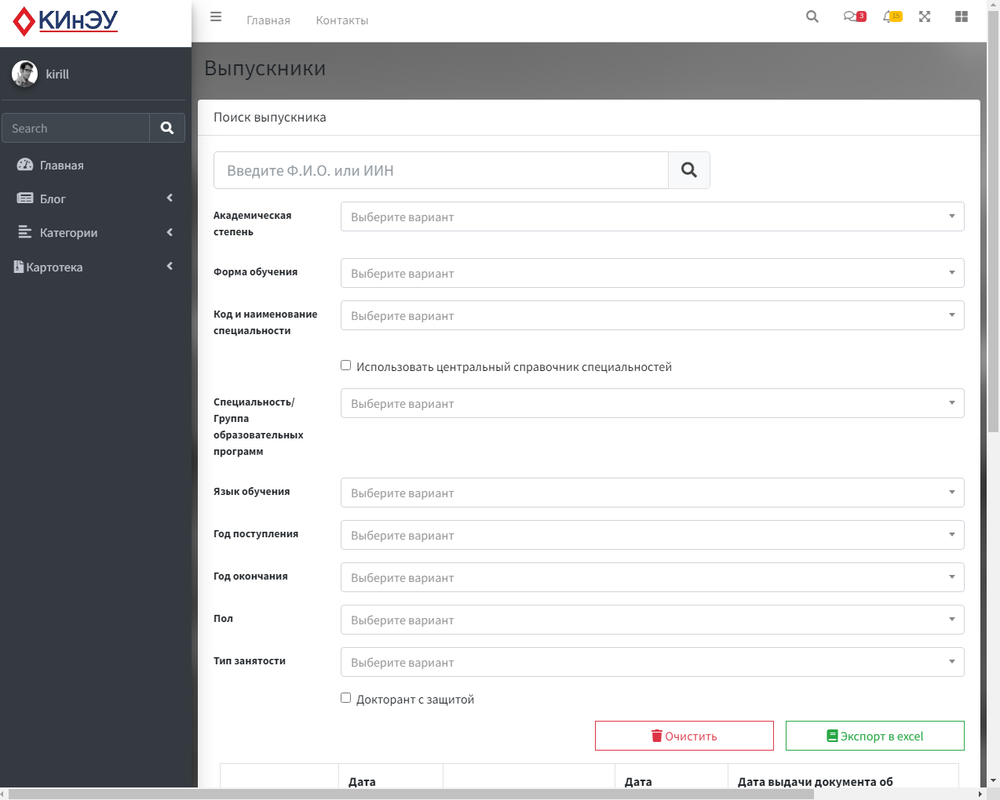 КИнЭУ
Главная
Контакты
3
15
kirill
Search
Главная
Блог
Категории
Картотека
Выпускники
Поиск выпускника
Введите Ф.И.О. или ИИН
Академическая
степень
Выберите вариант
Форма обучения
Выберите вариант
Код и наименование
специальности
Выберите вариант
Использовать центральный справочник специальностей
Специальность/
Группа
образовательных
программ
Выберите вариант
Язык обучения
Выберите вариант
Год поступления
Выберите вариант
Год окончания
Выберите вариант
Пол
Выберите вариант
Тип занятости
Выберите вариант
Докторант с защитой
Очистить
Экспорт в excel
Дата
Дата
Дата выдачи документа об